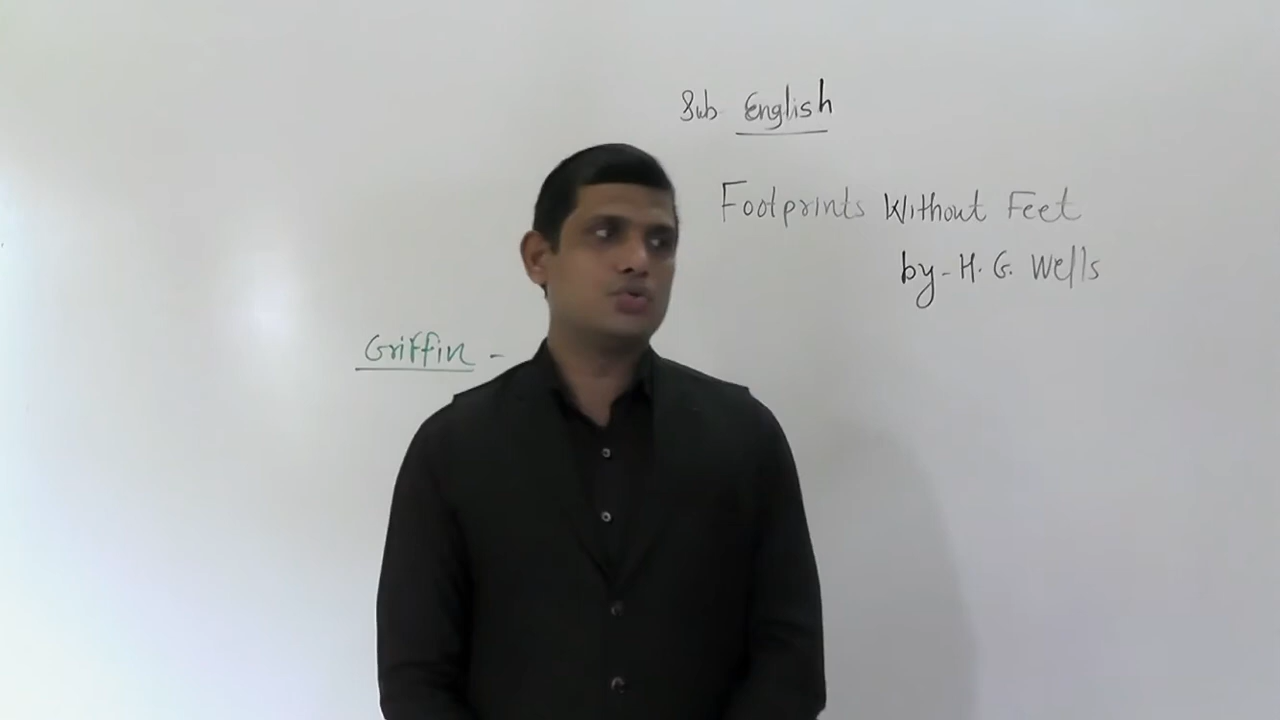 Sub English
Footprints Without Feet
by - H. G. Wells
Griffin -